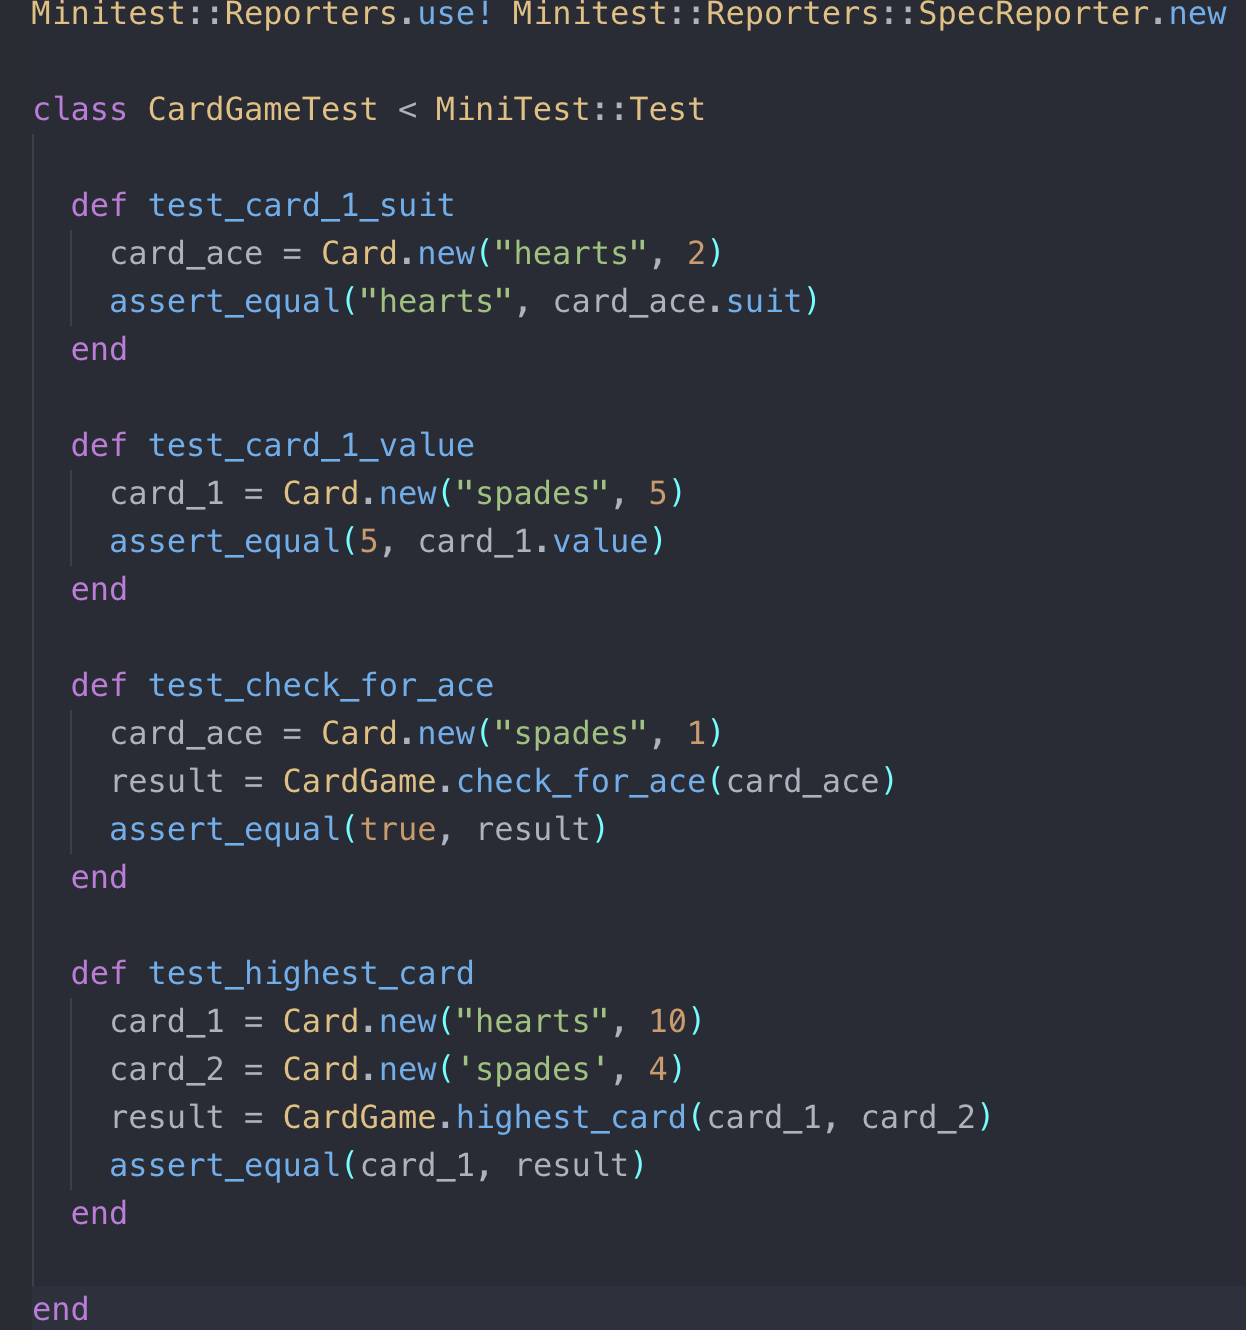 Minitest::Reporters.use! Minitest::Reporters::SpecReporter.new
class CardGameTest < MiniTest::Test
def test_card_1_suit
card_ace = Card.new("hearts", 2)
assert_equal("hearts", card_ace.suit)
end
def test_card_1_value
card_1 = Card.new("spades", 5)
assert_equal(5, card_1.value)
end
def test_check_for_ace
card_ace = Card.new("spades", 1)
result = CardGame.check_for_ace(card_ace)
assert_equal(true, result)
end
def test_highest_card
card_1 = Card.new("hearts", 10)
card_2 = Card.new('spades', 4)
result = CardGame.highest_card(card_1, card_2)
assert_equal(card_1, result)
end
end